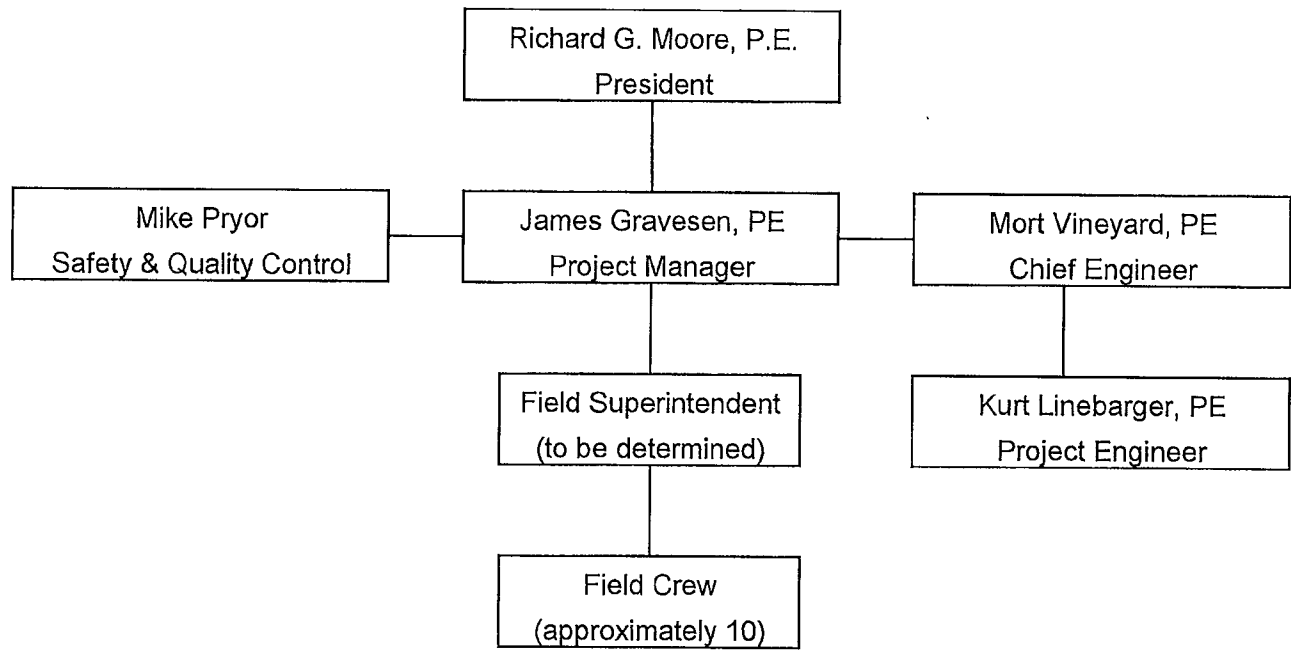 Richard G. Moore, P.E.
President
Mike Pryor
Safety & Quality Control
James Gravesen, PE
Project Manager
Mort Vineyard, PE
Chief Engineer
Field Superintendent
(to be determined)
Kurt Linebarger, PE
Project Engineer
Field Crew
(approximately 10)